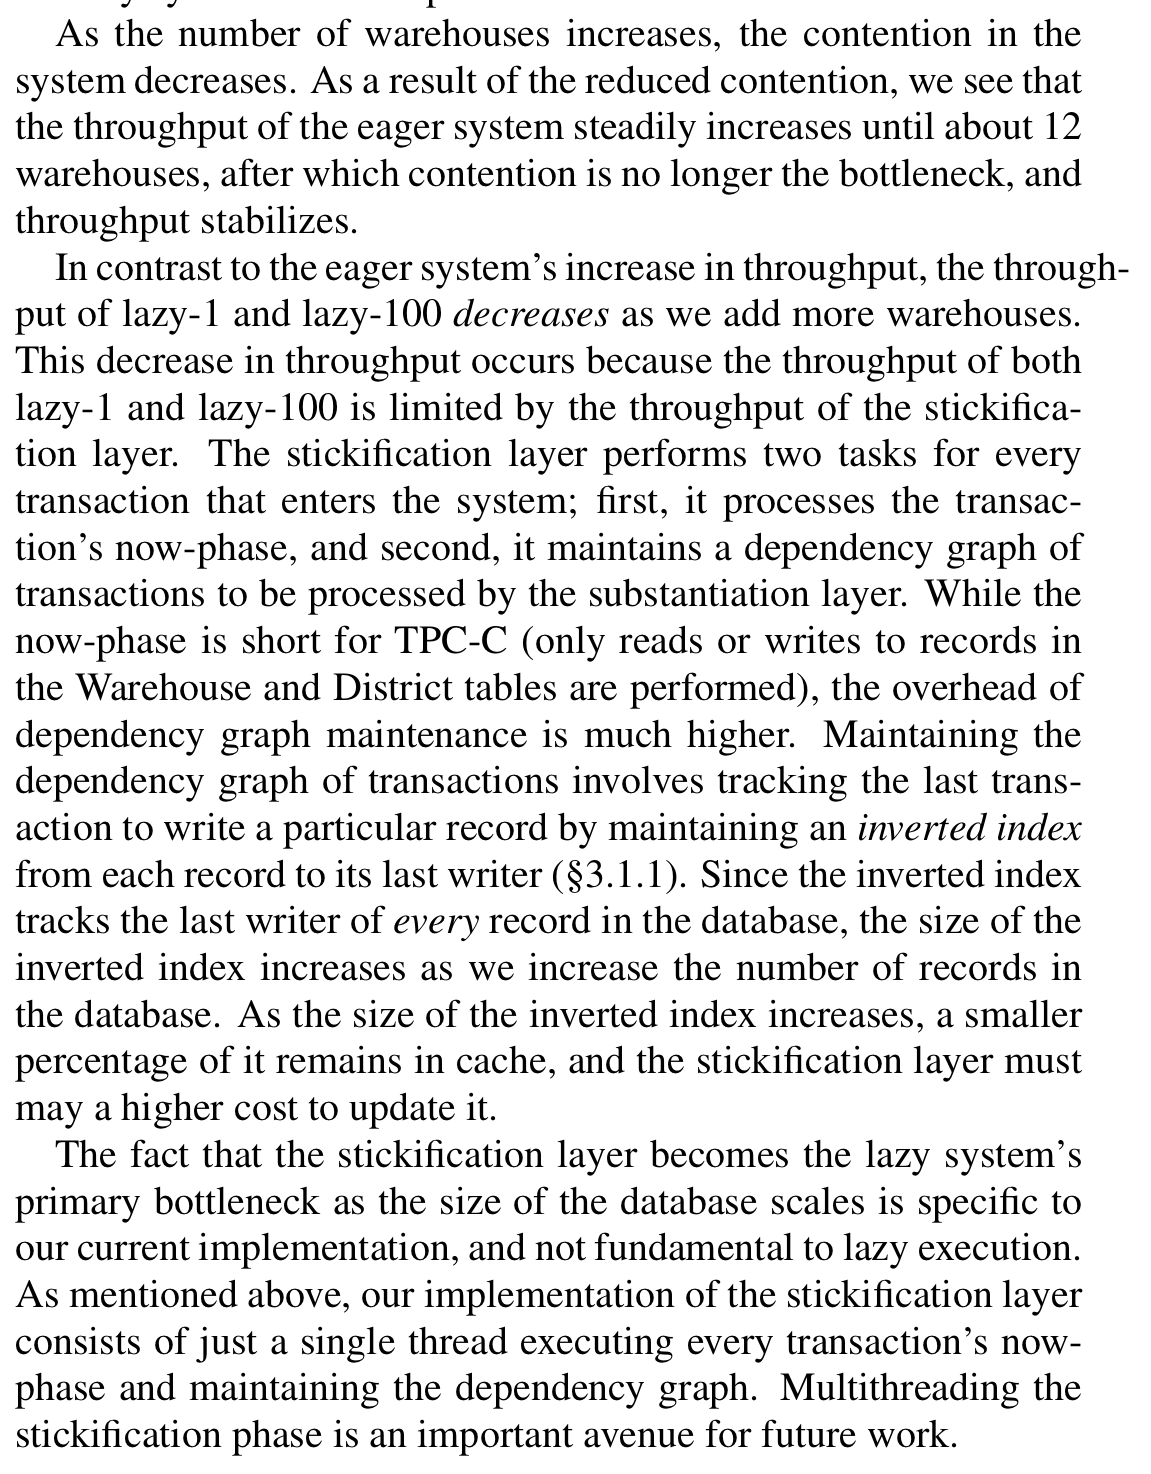 As the number of warehouses increases, the contention in the
system decreases. As a result of the reduced contention, we see that
the throughput of the eager system steadily increases until about 12
warehouses, after which contention is no longer the bottleneck, and
throughput stabilizes.
In contrast to the eager system's increase in throughput, the through-
put of lazy-1 and lazy-100 decreases as we add more warehouses.
This decrease in throughput occurs because the throughput of both
lazy-1 and lazy-100 is limited by the throughput of the stickifica-
tion layer. The stickification layer performs two tasks for every
transaction that enters the system; first, it processes the transac-
tion's now-phase, and second, it maintains a dependency graph of
transactions to be processed by the substantiation layer. While the
now-phase is short for TPC-C (only reads or writes to records in
the Warehouse and District tables are performed), the overhead of
dependency graph maintenance is much higher. Maintaining the
dependency graph of transactions involves tracking the last trans-
action to write a particular record by maintaining an inverted index
from each record to its last writer (§3.1.1). Since the inverted index
tracks the last writer of every record in the database, the size of the
inverted index increases as we increase the number of records in
the database. As the size of the inverted index increases, a smaller
percentage of it remains in cache, and the stickification layer must
may a higher cost to update it.
The fact that the stickification layer becomes the lazy system's
primary bottleneck as the size of the database scales is specific to
our current implementation, and not fundamental to lazy execution.
As mentioned above, our implementation of the stickification layer
consists of just a single thread executing every transaction's now-
phase and maintaining the dependency graph. Multithreading the
stickification phase is an important avenue for future work.